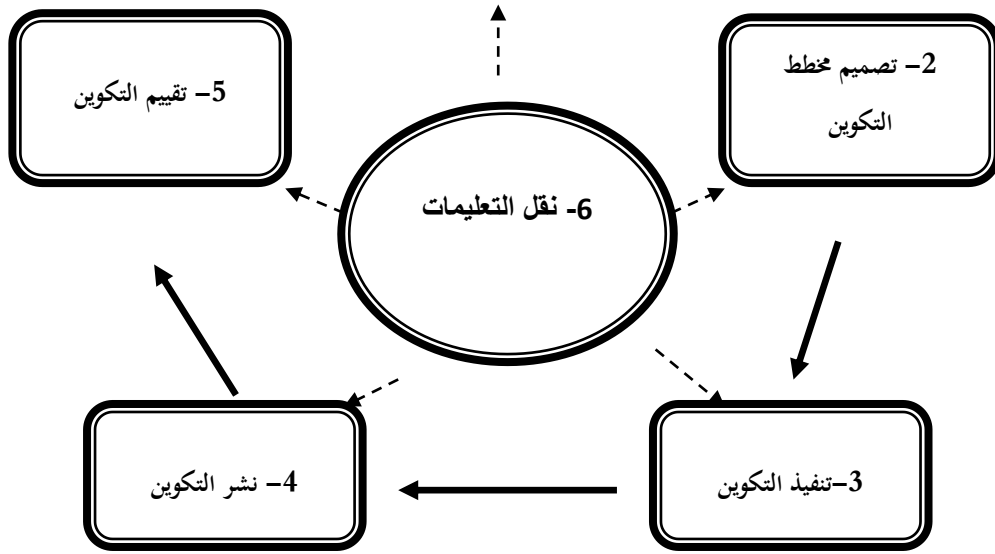 2– تصميم مخطط
التكوين
5– تقييم التكوين
6- نقل التعليمات
3–تنفيذ التكوين
4– نشر التكوين